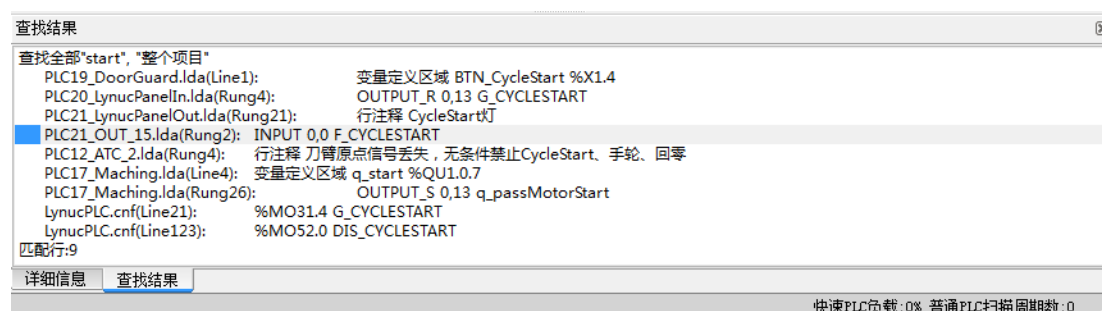 查找结果
查找全部"start", "整个项目"
PLC19_DoorGuard.lda(Line1): 变量定义区域 BTN_CycleStart %X1.4
PLC20_LynucPanelIn.lda(Rung4): OUTPUT_R 0,13 G_CYCLESTART
PLC21_LynucPanelOut.lda(Rung21): 行注释 CycleStart灯
PLC21_OUT_15.lda(Rung2): INPUT 0,0 F_CYCLESTART
PLC12_ATC_2.lda(Rung4): 行注释 刀臂原点信号丢失，无条件禁止CycleStart、手轮、回零
PLC17_Maching.lda(Line4): 变量定义区域 q_start %QU1.0.7
PLC17_Maching.lda(Rung26): OUTPUT_S 0,13 q_passMotorStart
LynucPLC.cnf(Line21): %MO31.4 G_CYCLESTART
LynucPLC.cnf(Line123): %MO52.0 DIS_CYCLESTART
匹配行:9
详细信息 查找结果
快速PLC负载:0% 普通PLC扫描周期数:0